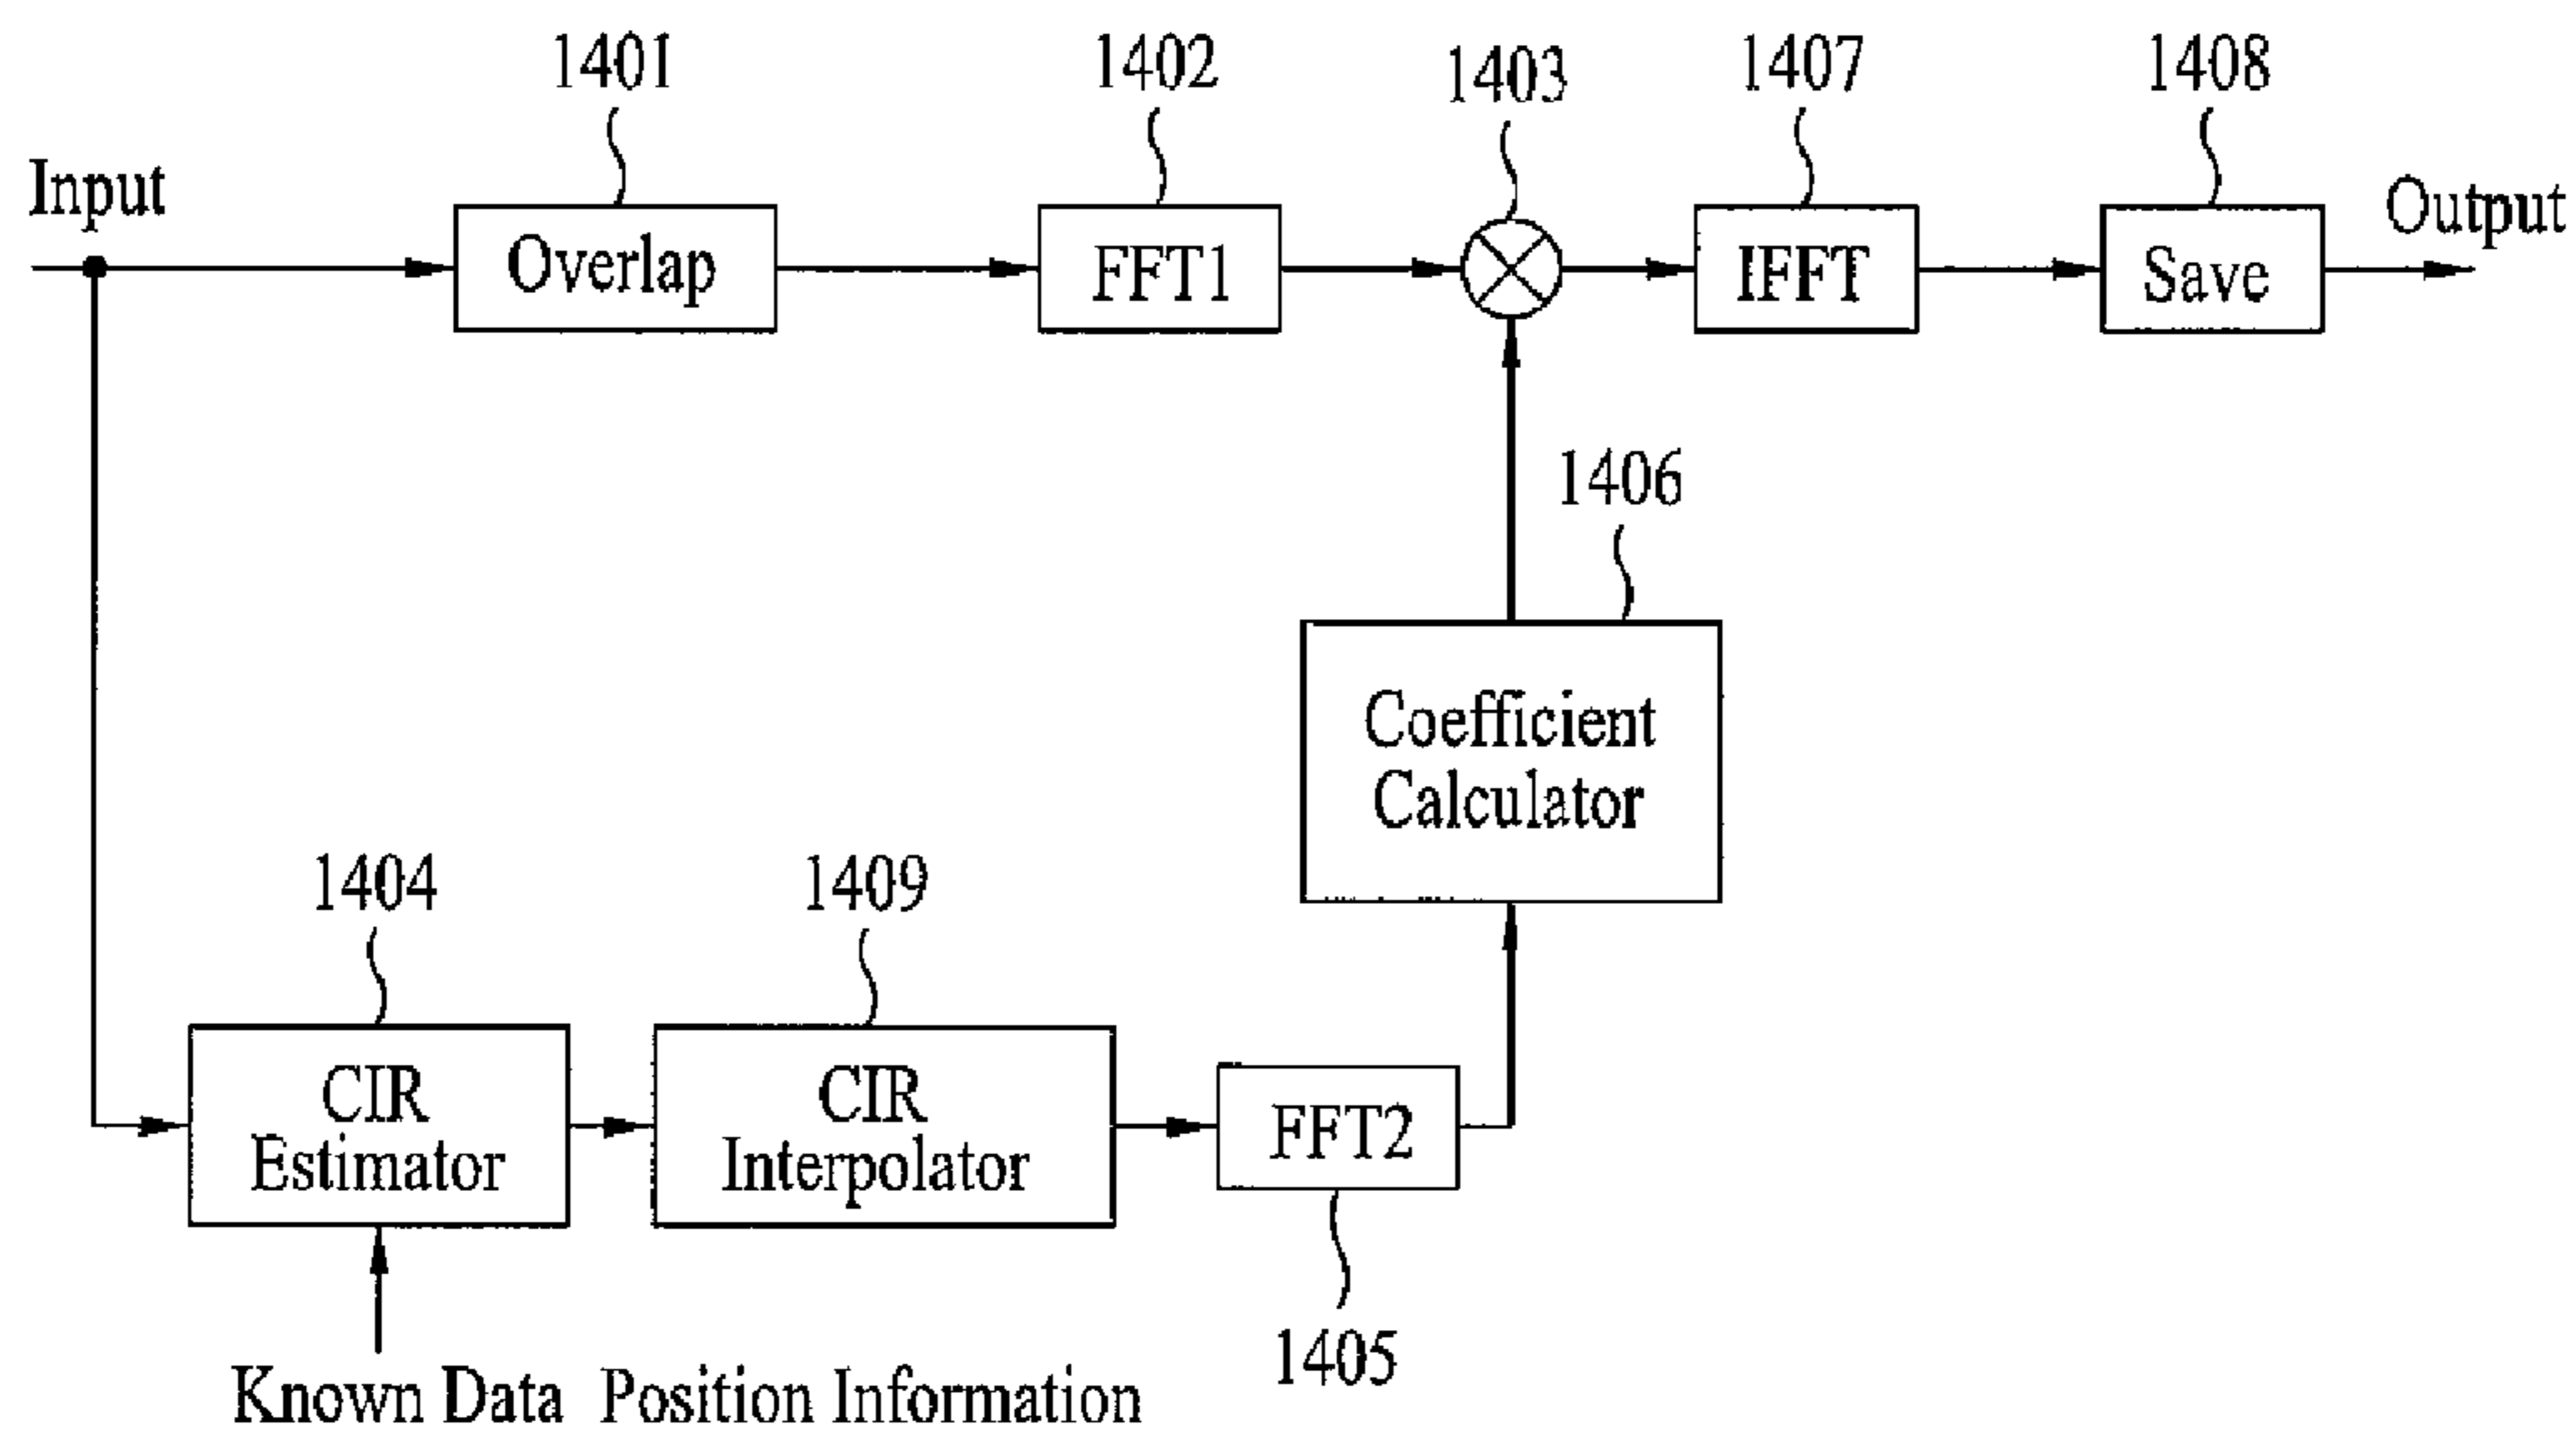 1401
1402
1403
1407
1408
Input
Output
Overlap
FFT1
IFFT
Save
1406
Coefficient
Calculator
1404
1409
CIR
Estimator
CIR
Interpolator
FFT2
1405
Known Data Position Information